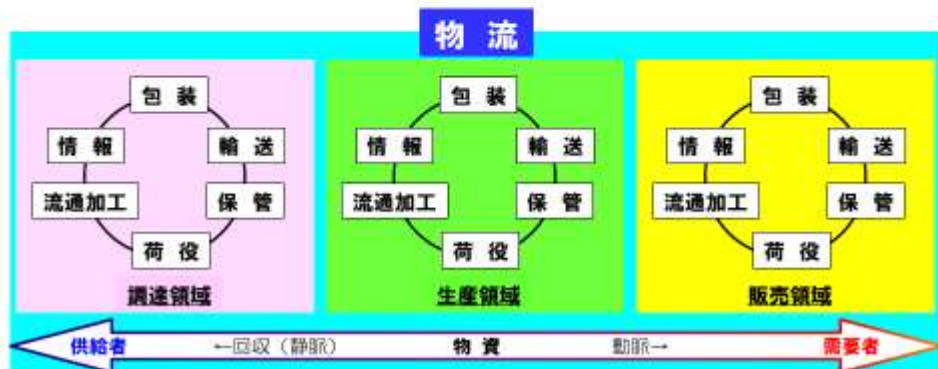 物流
包装
情報
輸送
流通加工
保管
荷役
調達領域
包装
情報
輸送
流通加工
保管
荷役
生産領域
包装
情報
輸送
流通加工
保管
荷役
販売領域
供給者 ←回収（静脈） 物資 動脈→ 需要者